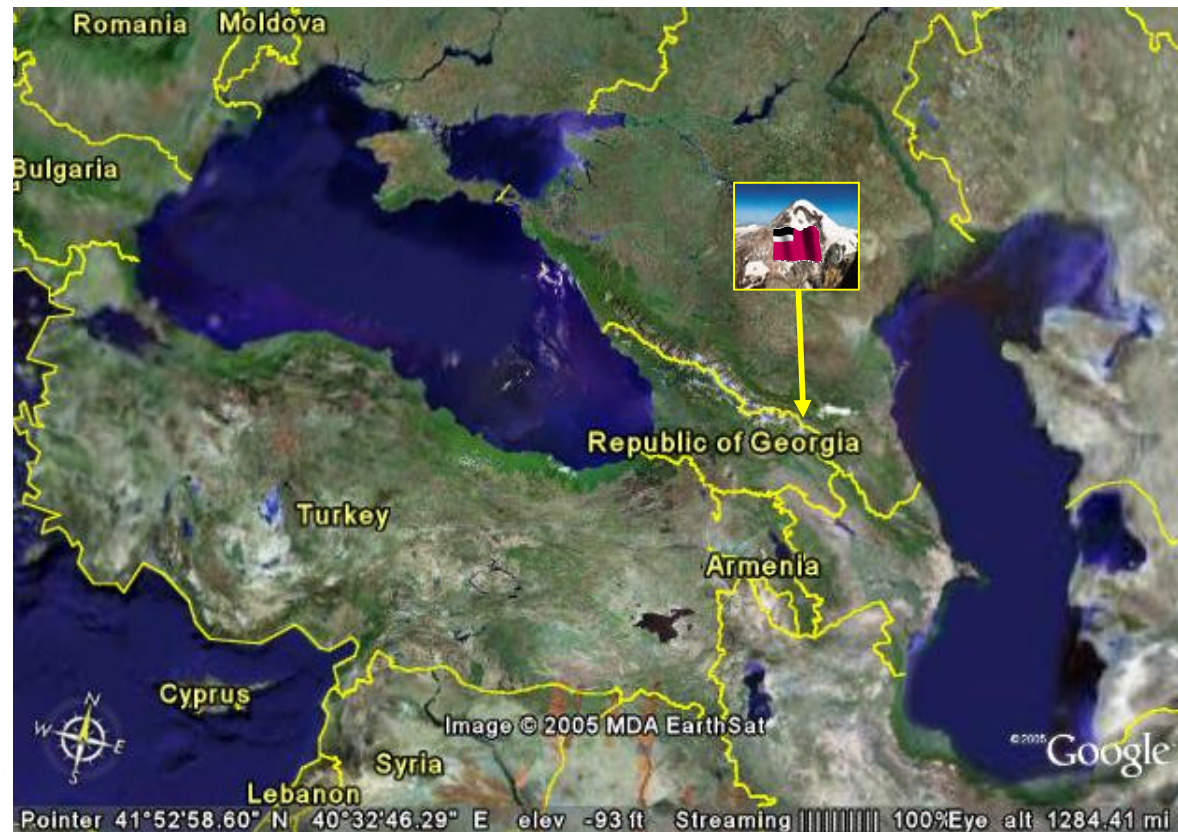 Romania Moldova
Bulgaria
Republic of Georgia
Turkey
Armenia
Cyprus
N
W E
S
Image © 2005 MDA EarthSat
Syria
© 2005 Google
Lebanon
Pointer 41°52'58.60" N 40°32'46.29" E elev -93 ft Streaming |||||||||| 100% Eye alt 1284.41 mi